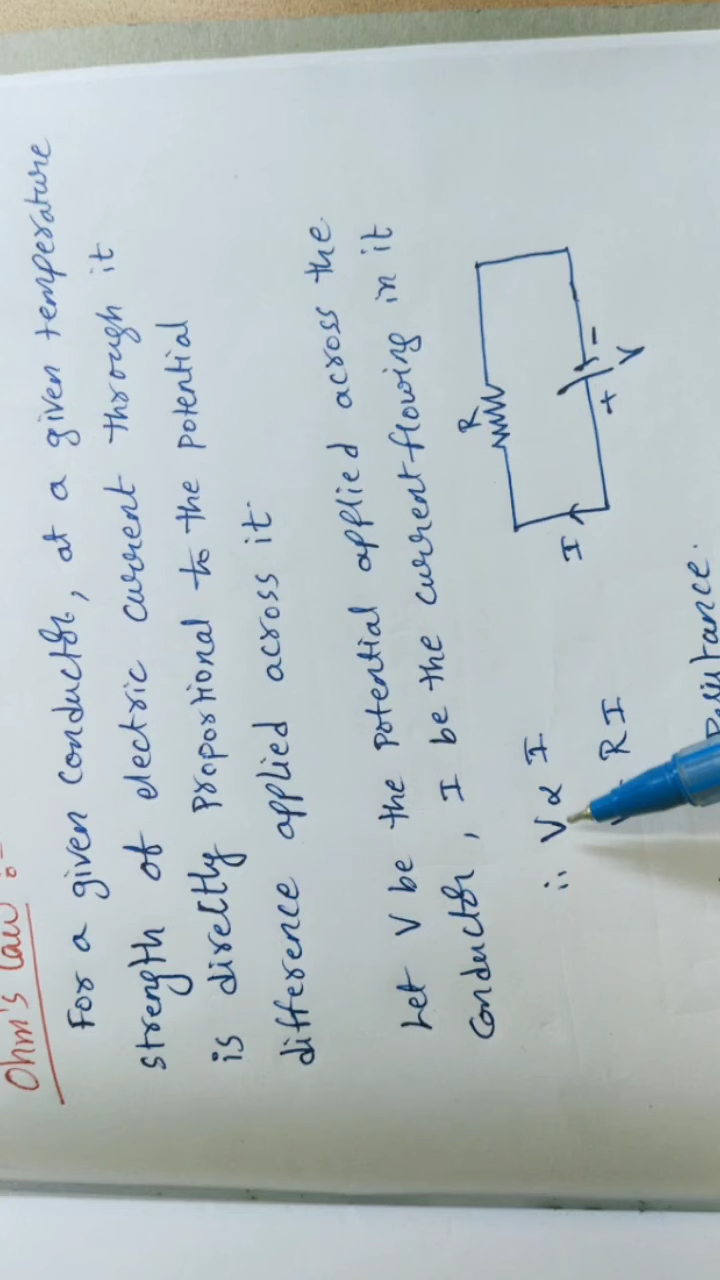 Ohm's Law :-
For a given conductor, at a given temperature
strength of electric current through it
is directly proportional to the potential
difference applied across it.
Let V be the potential applied across the
conductor, I be the current flowing in it
R
∴ V α I
I
+ -
V
RI